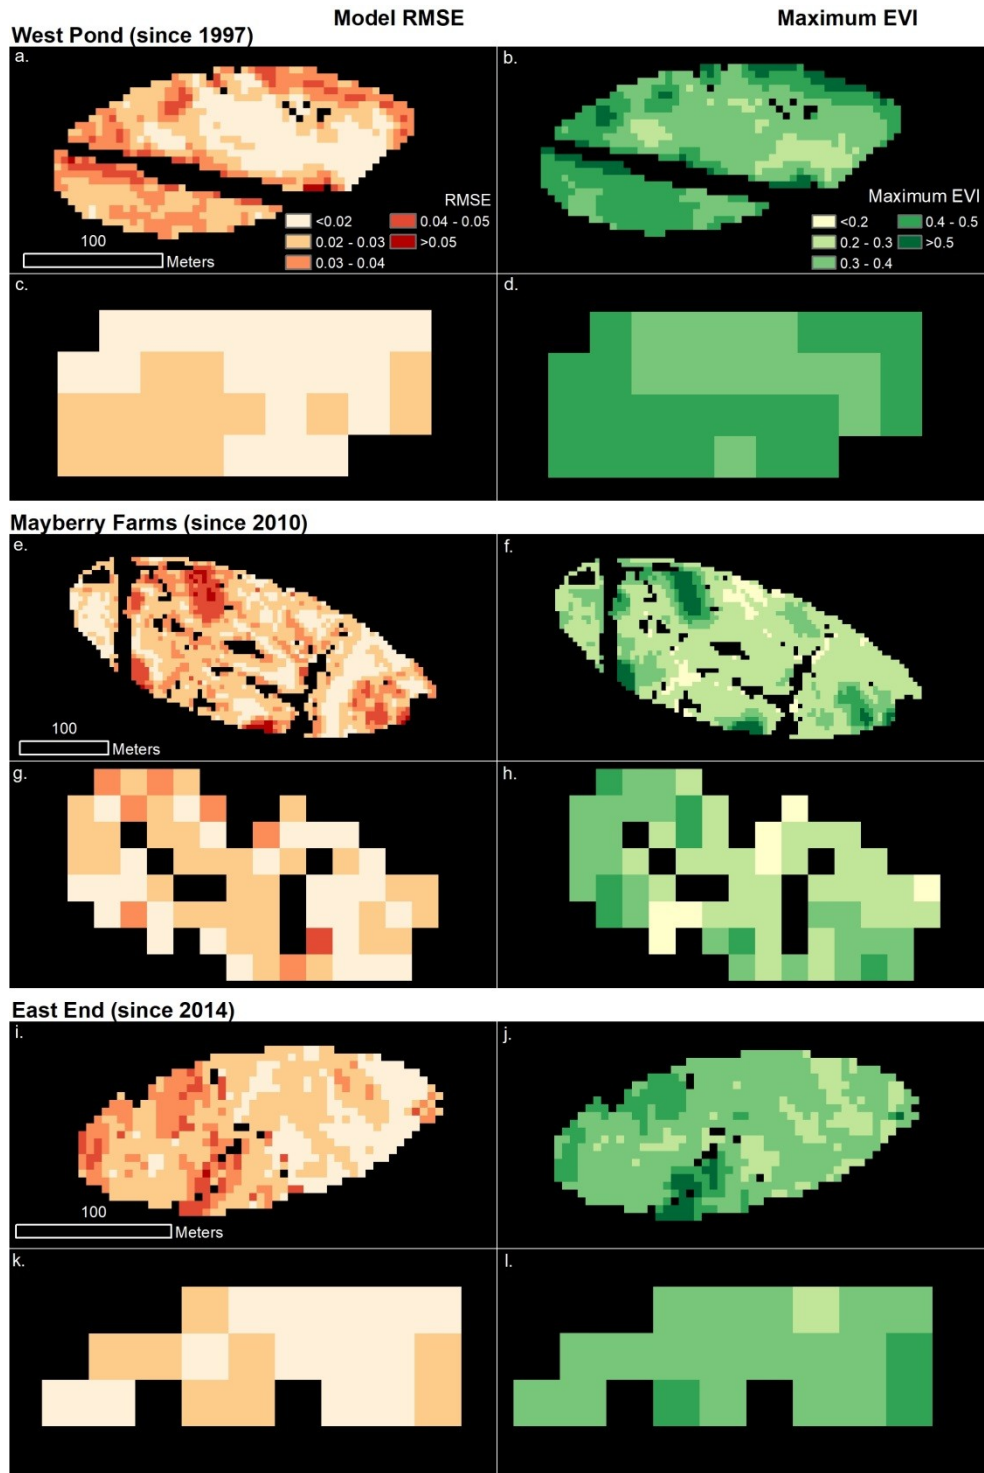 Model RMSE
Maximum EVI
West Pond (since 1997)
a.
b.
RMSE
<0.02
0.04 - 0.05
0.02 - 0.03
>0.05
0.03 - 0.04
100
Meters
Maximum EVI
<0.2
0.4 - 0.5
0.2 - 0.3
>0.5
0.3 - 0.4
c.
d.
Mayberry Farms (since 2010)
e.
f.
100
Meters
g.
h.
East End (since 2014)
i.
j.
100
Meters
k.
l.